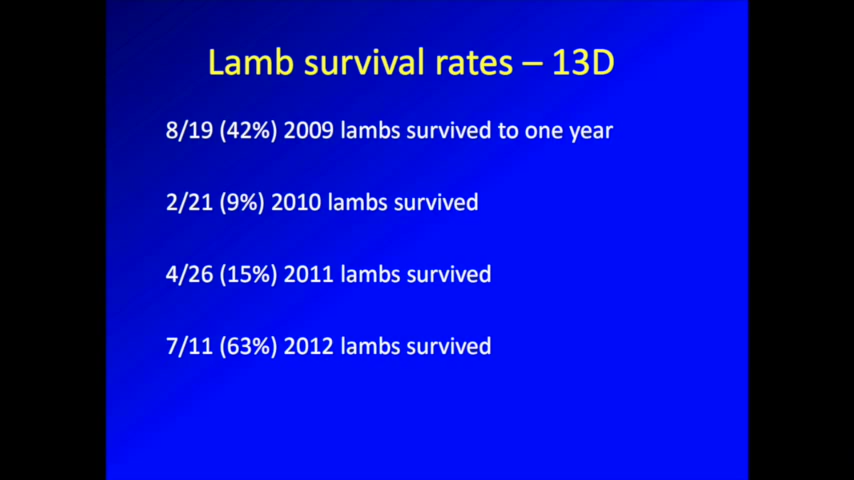 Lamb survival rates – 13D
8/19 (42%) 2009 lambs survived to one year
2/21 (9%) 2010 lambs survived
4/26 (15%) 2011 lambs survived
7/11 (63%) 2012 lambs survived